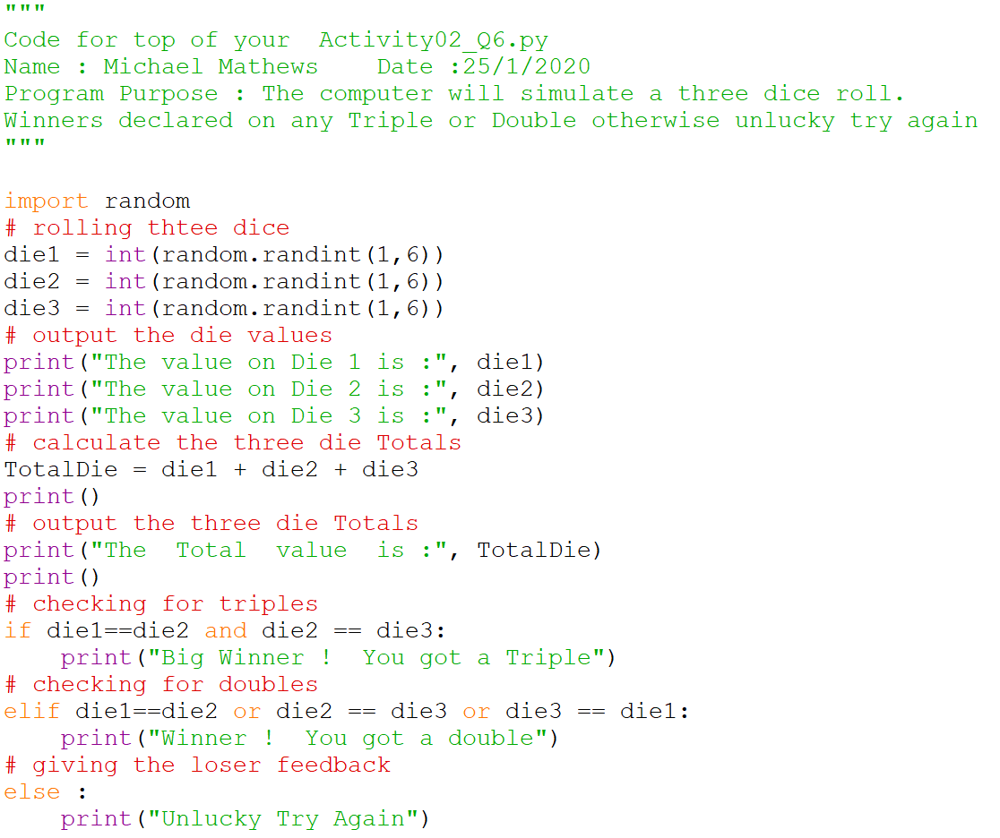 """
Code for top of your  Activity02_Q6.py
Name : Michael Mathews    Date :25/1/2020
Program Purpose : The computer will simulate a three dice roll.
Winners declared on any Triple or Double otherwise unlucky try again
"""

import random
# rolling thtee dice
die1 = int(random.randint(1,6))
die2 = int(random.randint(1,6))
die3 = int(random.randint(1,6))
# output the die values
print("The value on Die 1 is :", die1)
print("The value on Die 2 is :", die2)
print("The value on Die 3 is :", die3)
# calculate the three die Totals
TotalDie = die1 + die2 + die3
print()
# output the three die Totals
print("The  Total  value  is :", TotalDie)
print()
# checking for triples
if die1==die2 and die2 == die3:
    print("Big Winner !  You got a Triple")
# checking for doubles
elif die1==die2 or die2 == die3 or die3 == die1:
    print("Winner !  You got a double")
# giving the loser feedback
else :
    print("Unlucky Try Again")